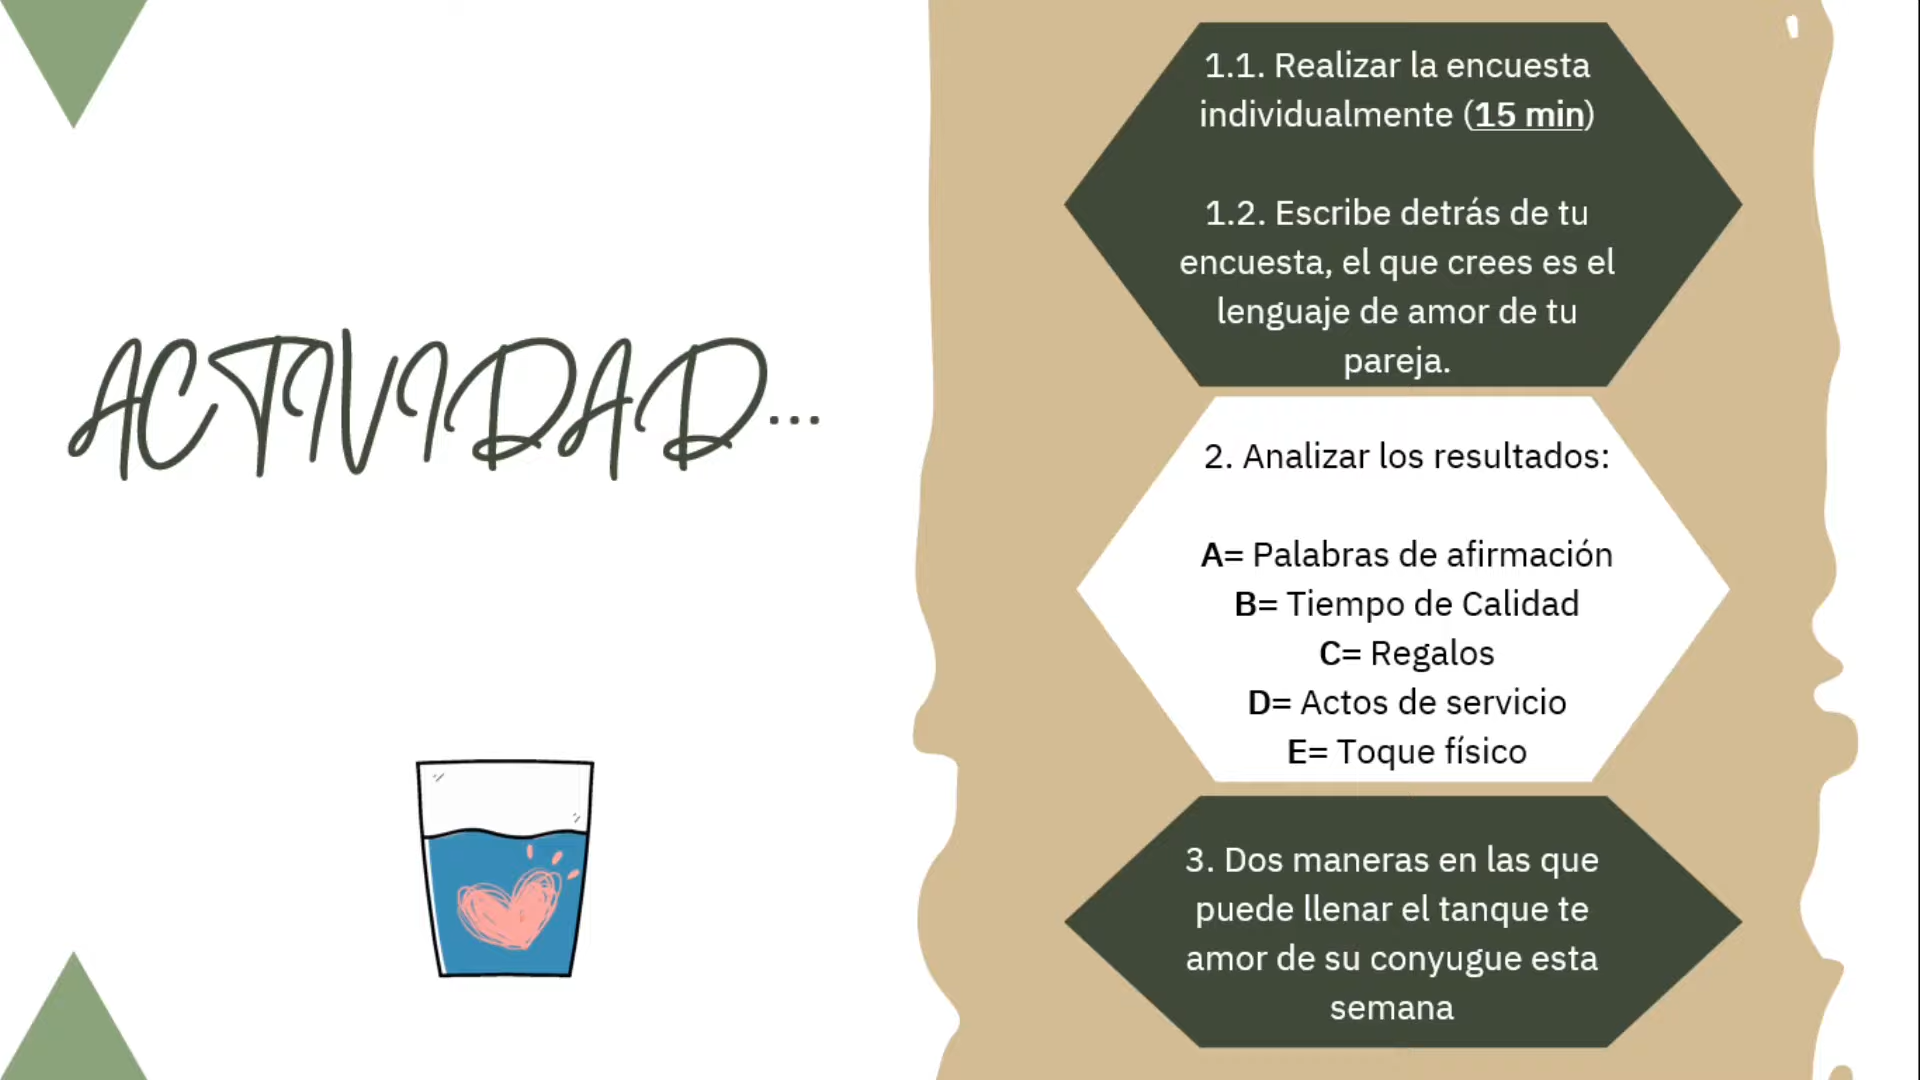 ACTIVIDAD...
1.1. Realizar la encuesta
individualmente (15 min)
1.2. Escribe detrás de tu
encuesta, el que crees es el
lenguaje de amor de tu
pareja.
2. Analizar los resultados:
A= Palabras de afirmación
B= Tiempo de Calidad
C= Regalos
D= Actos de servicio
E= Toque físico
3. Dos maneras en las que
puede llenar el tanque te
amor de su conyugue esta
semana